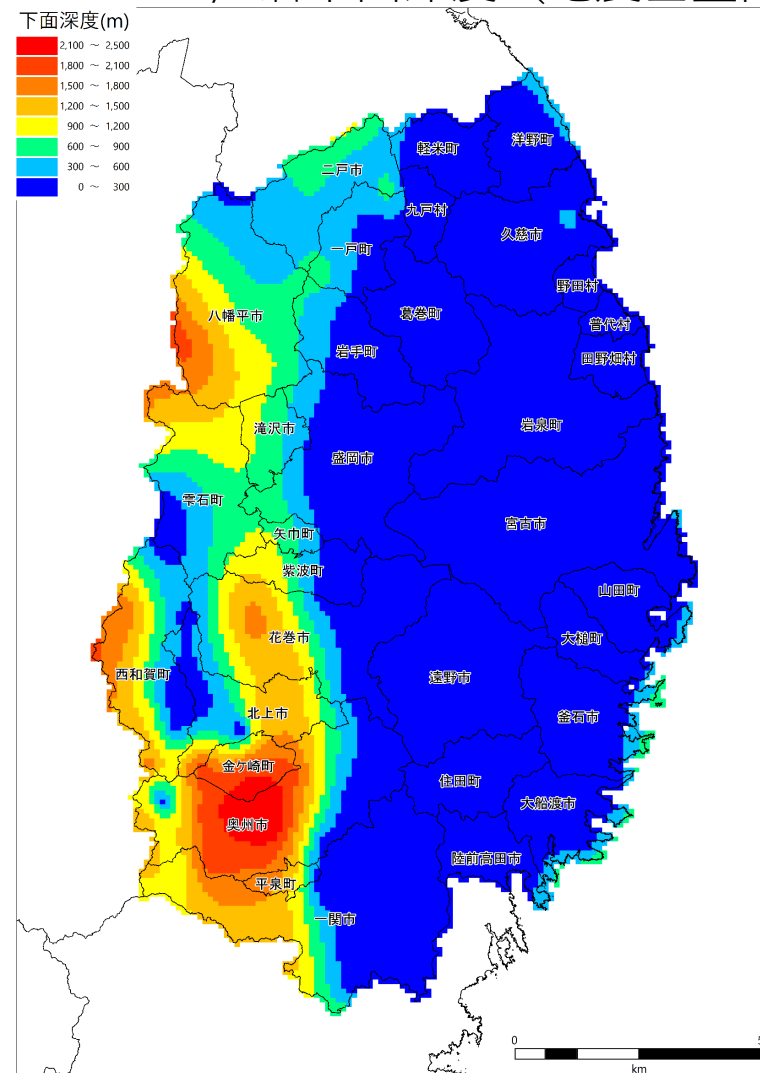 下面深度(m)
2,100 ～ 2,500
1,800 ～ 2,100
1,500 ～ 1,800
1,200 ～ 1,500
900 ～ 1,200
600 ～ 900
300 ～ 600
0 ～ 300
洋野町
軽米町
二戸市
九戸村
久慈市
一戸町
野田村
八幡平市
葛巻町
普代村
岩手町
田野畑村
滝沢市
岩泉町
盛岡市
雫石町
宮古市
矢巾町
紫波町
山田町
花巻市
大槌町
西和賀町
遠野市
北上市
釜石市
金ケ崎町
住田町
奥州市
大船渡市
陸前高田市
平泉町
一関市
0
km